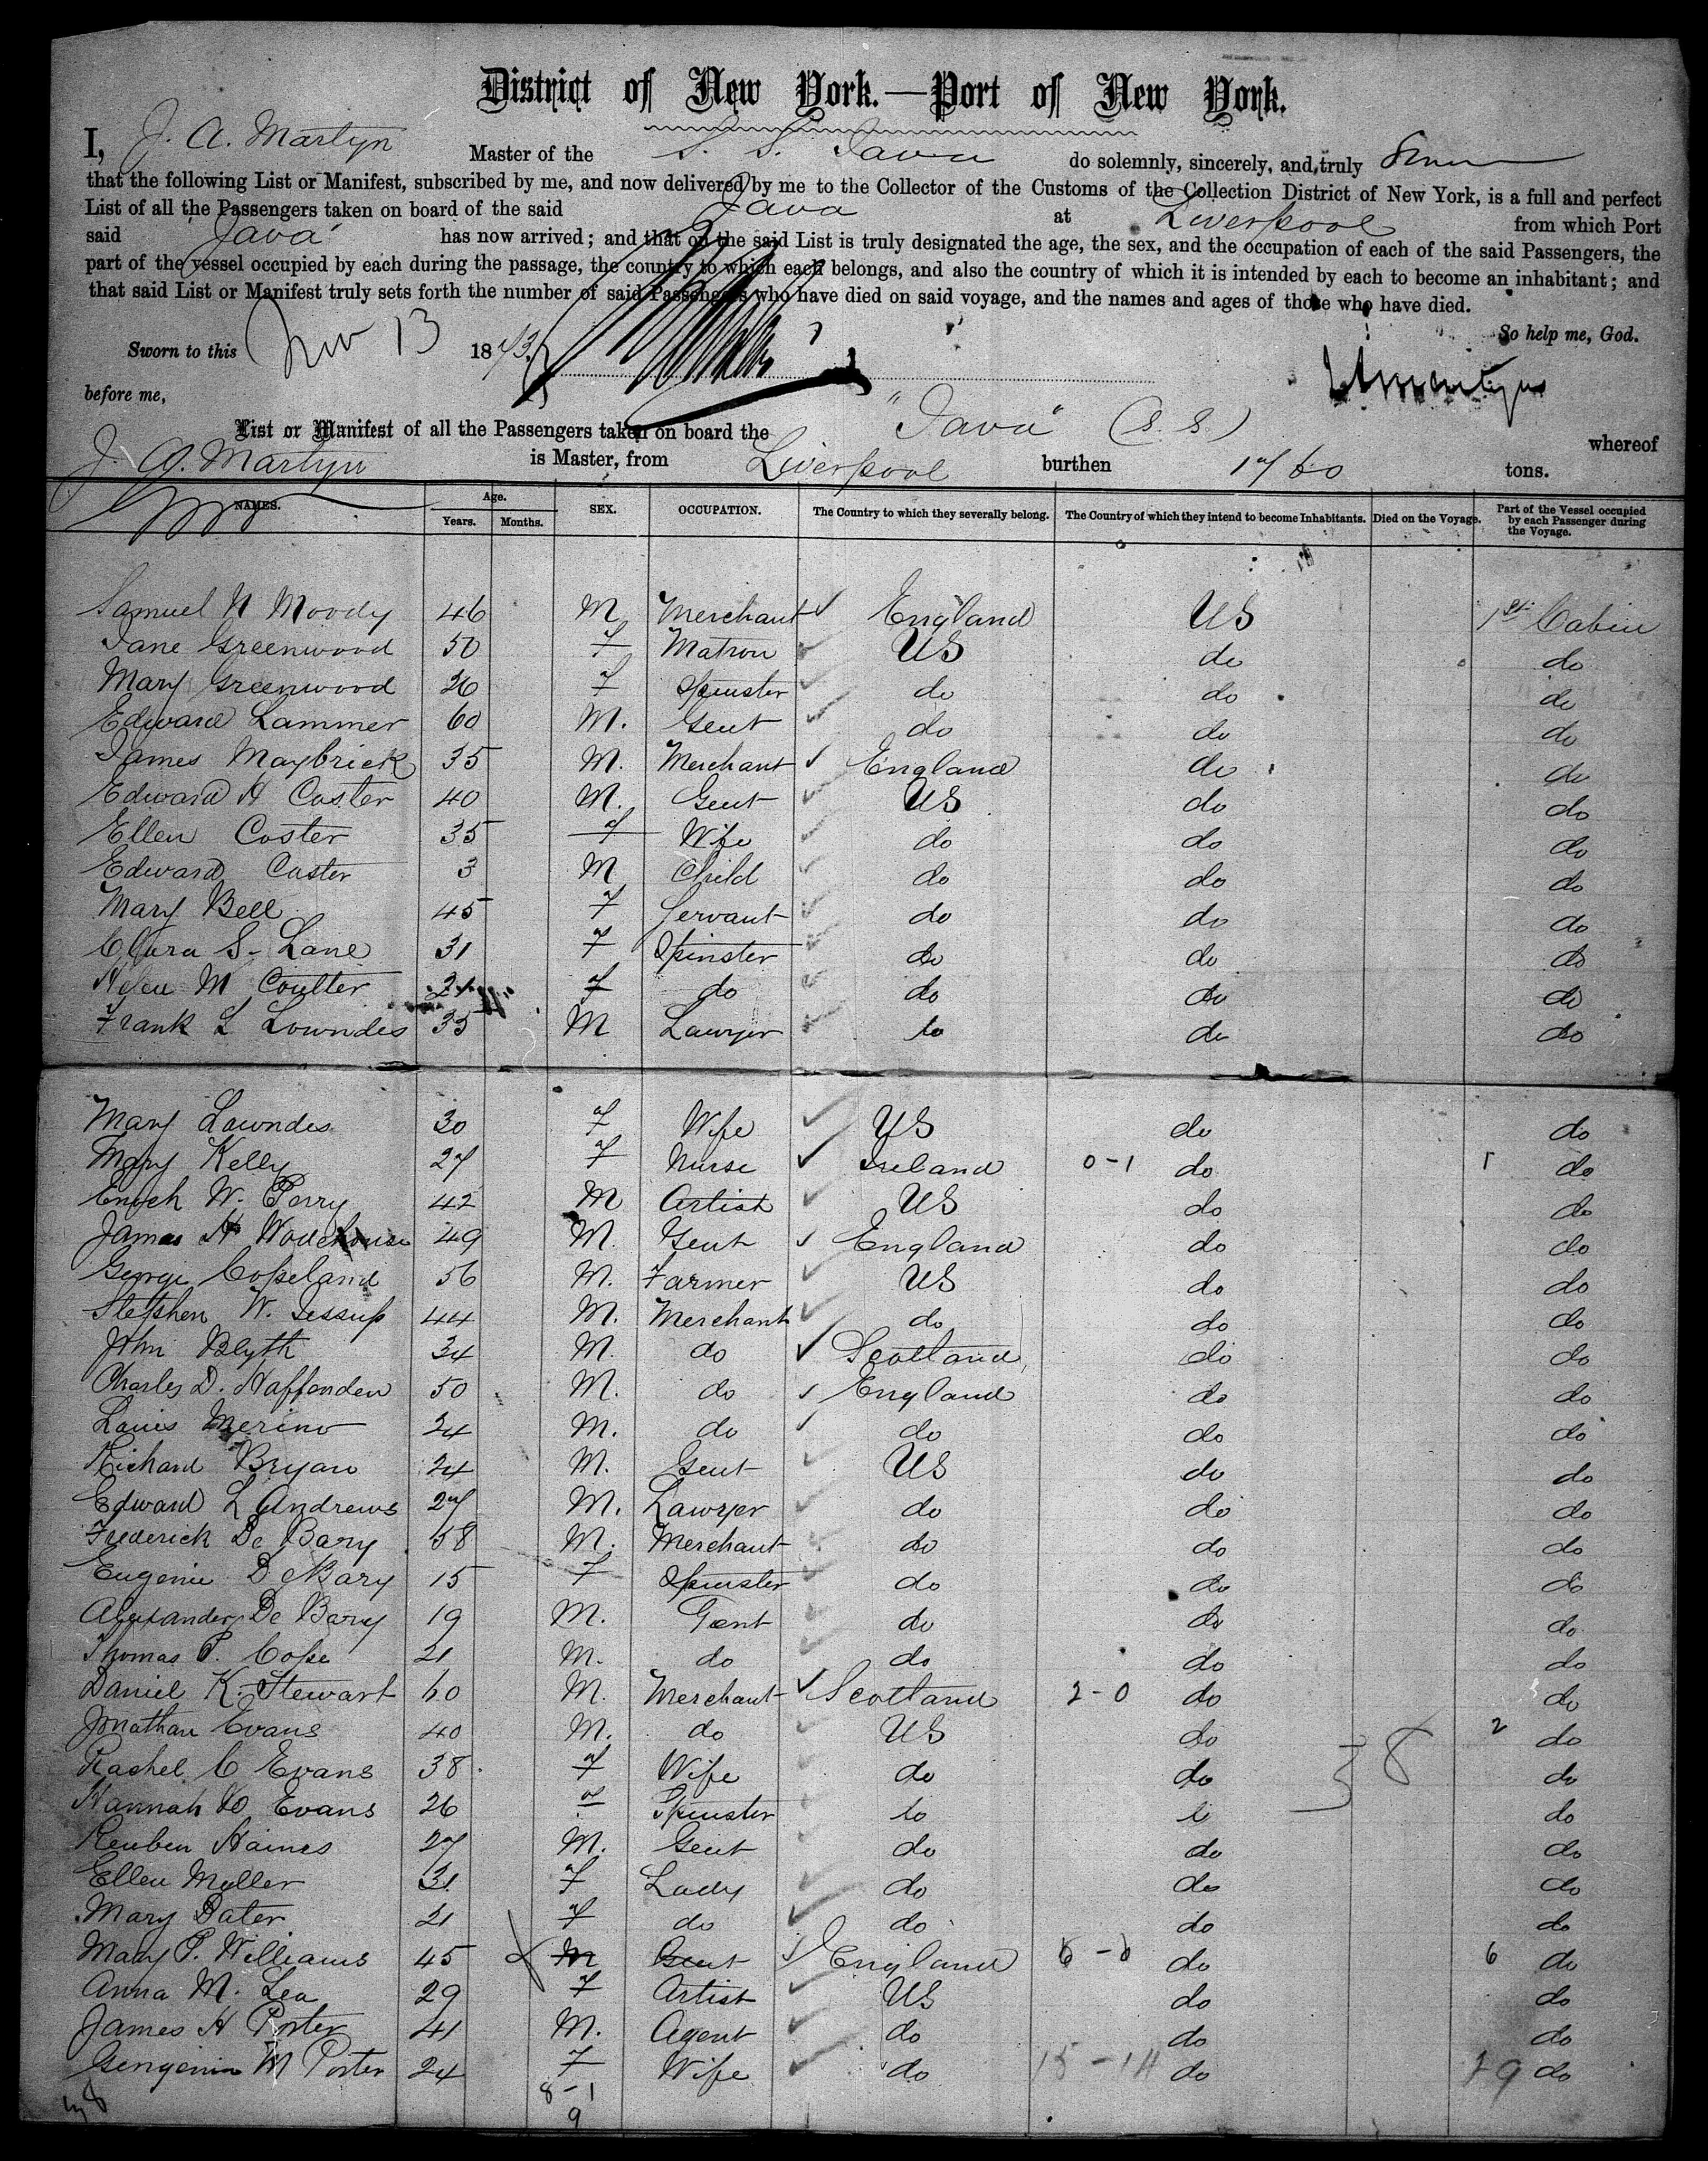 District of New York.—Port of New York.
I, J. A. Martyn Master of the S. S. Java do solemnly, sincerely, and truly Swear
that the following List or Manifest, subscribed by me, and now delivered by me to the Collector of the Customs of the Collection District of New York, is a full and perfect
List of all the Passengers taken on board of the said Java at Liverpool from which Port
said "Java" has now arrived; and that on the said List is truly designated the age, the sex, and the occupation of each of the said Passengers, the
part of the vessel occupied by each during the passage, the country to which each belongs, and also the country of which it is intended by each to become an inhabitant; and
that said List or Manifest truly sets forth the number of said Passengers who have died on said voyage, and the names and ages of those who have died.
So help me, God.
Sworn to this Nov 13 1873
before me,
List or Manifest of all the Passengers taken on board the "Java" (S. S.) whereof
J. A. Martyn is Master, from Liverpool burthen 1760 tons.
NAMES. Age. Years. Months. SEX. OCCUPATION. The Country to which they severally belong. The Country of which they intend to become Inhabitants. Died on the Voyage. Part of the Vessel occupied by each Passenger during the Voyage.
Samuel N Moody 46 M Merchant England US 1st Cabin
Jane Greenwood 50 F Matron US do do
Mary Greenwood 26 F Spinster do do do
Edward Lammer 60 M. Gent do do do
James Maybrick 35 M. Merchant England do do
Edward H Coster 40 M. Gent US do do
Ellen Coster 35 F Wife do do do
Edward Coster 3 M Child do do do
Mary Bell 45 F Servant do do do
Clara S- Lane 31 F Spinster do do do
Helen M Coulter 21 F do do do do
Frank L Lowndes 35 M Lawyer do do do
Mary Lowndes 30 F Wife US do do
Mary Kelly 27 F Nurse Ireland 0-1 do 1 do
Enoch W. Perry 42 M Artist US do do
James H Wodehouse 49 M. Gent England do do
George Copeland 56 M. Farmer US do do
Stephen W. Jessup 44 M. Merchant do do do
John Blyth 34 M. do Scotland do do
Charles D. Haffenden 50 M. do England do do
Louis Merino 24 M. do do do do
Richard Bryan 24 M. Gent US do do
Edward L Andrews 27 M. Lawyer do do do
Frederick De Bary 58 M. Merchant do do do
Eugenie De Bary 15 F Spinster do do do
Alexander De Bary 19 M. Gent do do do
Thomas P. Cope 21 M. do do do do
Daniel K. Stewart 60 M. Merchant Scotland 2-0 do do
Jonathan Evans 40 M. do US do 2 do
Rachel C Evans 38 F Wife do do 8 do
Hannah Evans 26 F Spinster do do do
Reuben Haines 27 M. Gent do do do
Ellen Muller 31 F Lady do do do
Mary Dater 21 F do do do do
Mary P. Williams 45 M Gent England 6-0 do 6 do
Anna M. Lea 29 F Artist US do do
James H Porter 41 M. Agent do do do
M Porter 24 F Wife do 15-14 do 29 do
8-1
9